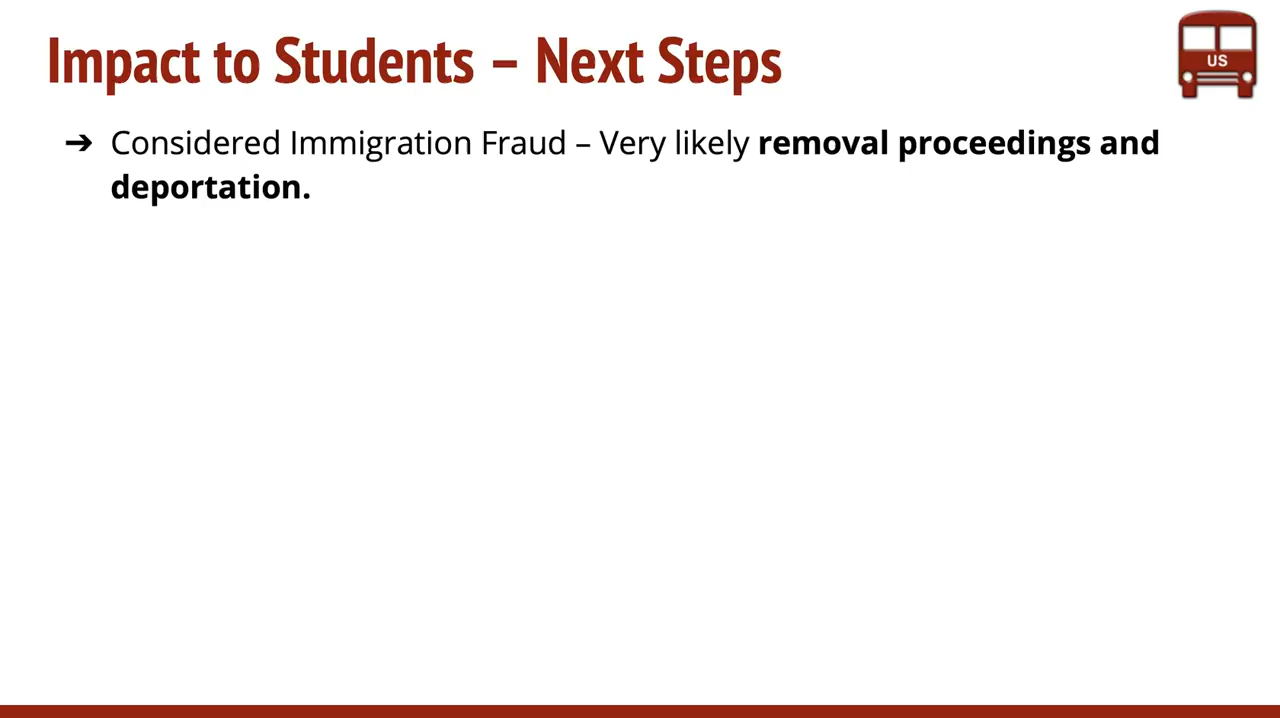 Impact to Students – Next Steps
US
➔ Considered Immigration Fraud – Very likely removal proceedings and
deportation.